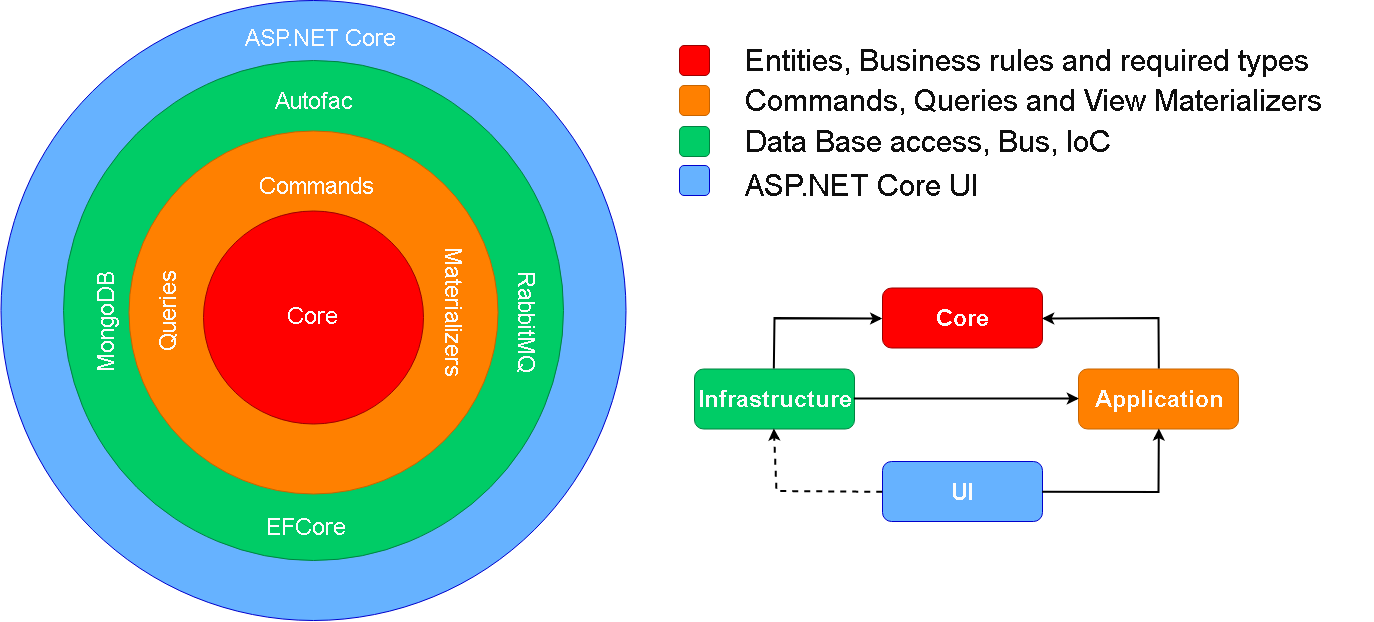 ASP.NET Core
Autofac
Commands
MongoDB
Queries
Core
Materializers
RabbitMQ
EFCore
Entities, Business rules and required types
Commands, Queries and View Materializers
Data Base access, Bus, IoC
ASP.NET Core UI
Core
Infrastructure
Application
UI